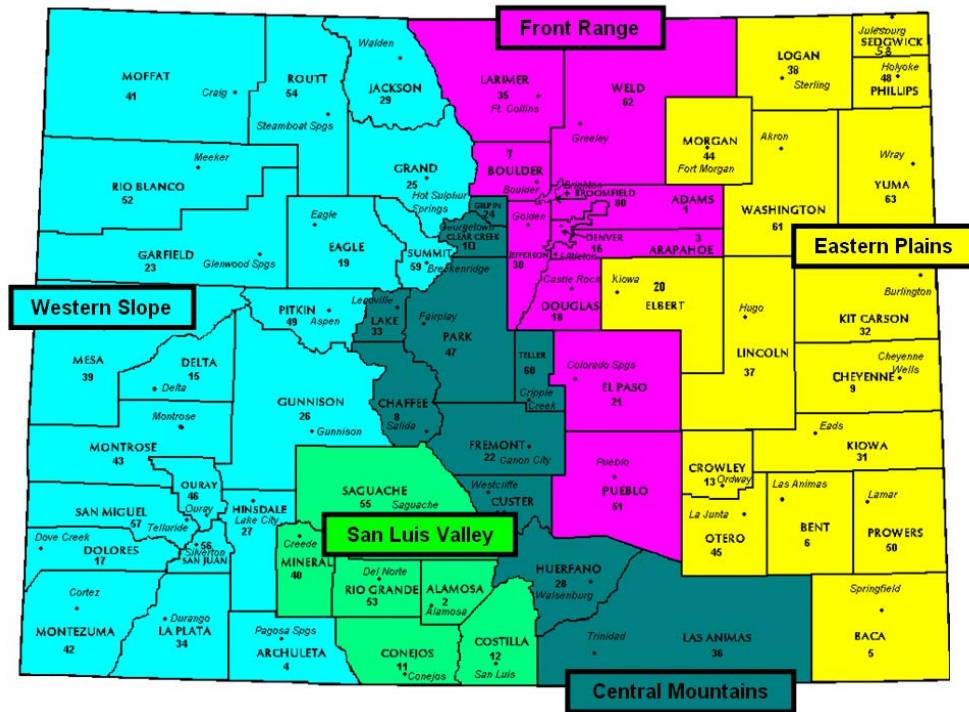 Front Range
Julesburg
SEDGWICK
58
LOGAN
38
Sterling
Holyoke
48
PHILLIPS
MOFFAT
41
Craig
ROUTT
54
Steamboat Spgs
Walden
JACKSON
29
LARIMER
35
Ft. Collins
WELD
62
Greeley
MORGAN
44
Fort Morgan
Akron
WASHINGTON
61
Wray
YUMA
63
Meeker
RIO BLANCO
52
GRAND
25
Hot Sulphur
Springs
7
BOULDER
Boulder
Brighton
BROOMFIELD
80
ADAMS
1
GILPIN
24
Georgetown
CLEAR CREEK
10
Golden
JEFFERSON
30
DENVER
16
3
ARAPAHOE
Littleton
Eastern Plains
GARFIELD
23
Glenwood Spgs
Eagle
EAGLE
19
SUMMIT
59
Breckenridge
Castle Rock
DOUGLAS
18
Kiowa
20
ELBERT
Burlington
KIT CARSON
32
Western Slope
PITKIN
49
Aspen
Leadville
LAKE
33
Fairplay
PARK
47
Hugo
LINCOLN
37
MESA
39
DELTA
15
Delta
TELLER
60
Cripple
Creek
Colorado Spgs
EL PASO
21
Cheyenne
Wells
CHEYENNE
9
GUNNISON
26
Gunnison
CHAFFEE
8
Salida
Montrose
MONTROSE
43
FREMONT
22
Canon City
Eads
KIOWA
31
OURAY
46
Ouray
SAGUACHE
55
Saguache
Westcliffe
CUSTER
Pueblo
PUEBLO
51
CROWLEY
13
Ordway
Las Animas
BENT
6
Lamar
PROWERS
50
La Junta
OTERO
45
SAN MIGUEL
57
Telluride
HINSDALE
Lake City
27
Dove Creek
DOLORES
17
Silverton
56
SAN JUAN
Creede
MINERAL
40
San Luis Valley
Del Norte
RIO GRANDE
53
ALAMOSA
2
Alamosa
HUERFANO
28
Walsenburg
Cortez
MONTEZUMA
42
Durango
LA PLATA
34
Pagosa Spgs
ARCHULETA
4
CONEJOS
11
Conejos
COSTILLA
12
San Luis
Trinidad
LAS ANIMAS
36
Springfield
BACA
5
Central Mountains